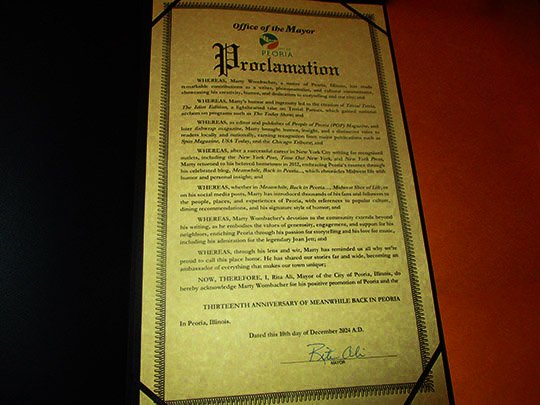 Office of the Mayor
PEORIA
Proclamation
WHEREAS, Marty Wombacher, a native of Peoria, Illinois, has made
remarkable contributions as a writer, photojournalist, and cultural commentator,
showcasing his creativity, humor, and dedication to storytelling and our city; and
WHEREAS, Marty's humor and ingenuity led to the creation of Trivial Trivia,
The Idiot Edition, a lighthearted take on Trivial Pursuit, which gained national
acclaim on programs such as The Today Show; and
WHEREAS, as editor and publisher of People of Peoria (POP) Magazine, and
later fishwrap magazine, Marty brought humor, insight, and a distinctive voice to
readers locally and nationally, earning recognition from major publications such as
Spin Magazine, USA Today, and the Chicago Tribune; and
WHEREAS, after a successful career in New York City writing for recognized
outlets, including the New York Post, Time Out New York, and New York Press,
Marty returned to his beloved hometown in 2012, embracing Peoria's essence through
his celebrated blog, Meanwhile, Back in Peoria..., which chronicles Midwest life with
humor and personal insight; and
WHEREAS, whether in Meanwhile, Back in Peoria... Midwest Slice of Life, or
on his social media posts, Marty has introduced thousands of his fans and followers to
the people, places, and experiences of Peoria, with references to popular culture,
dining recommendations, and his signature style of humor; and
WHEREAS, Marty Wombacher's devotion to the community extends beyond
his writing, as he embodies the values of generosity, engagement, and support for his
neighbors, enriching Peoria through his passion for storytelling and his love for music,
including his admiration for the legendary Joan Jett; and
WHEREAS, through his lens and wit, Marty has reminded us all why we're
proud to call this place home. He has shared our stories far and wide, becoming an
ambassador of everything that makes our town unique;
NOW, THEREFORE, I, Rita Ali, Mayor of the City of Peoria, Illinois, do
hereby acknowledge Marty Wombacher for his positive promotion of Peoria and the
THIRTEENTH ANNIVERSARY OF MEANWHILE BACK IN PEORIA
In Peoria, Illinois.
Dated this 10th day of December 2024 A.D.
Rita Ali
MAYOR